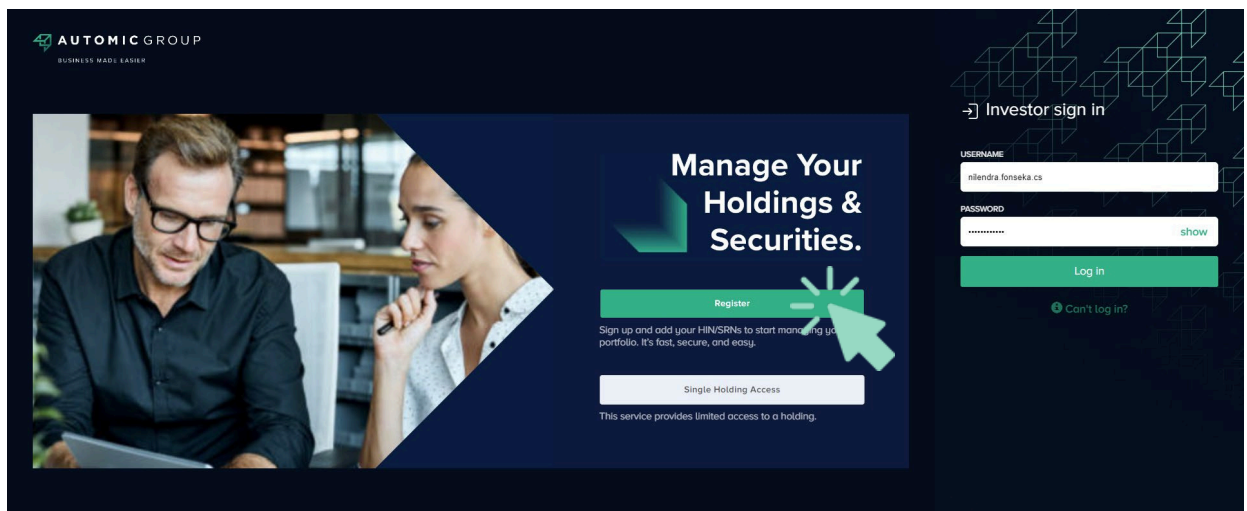 AUTOMIC GROUP
BUSINESS MADE EASIER
Manage Your
Holdings &
Securities.
Register
Sign up and add your HIN/SRNs to start managing
portfolio. It's fast, secure, and easy.
Single Holding Access
This service provides limited access to a holding.
Investor sign in
USERNAME
nilendra.fonseka.cs
PASSWORD
••••••••••••
show
Log in
Can't log in?